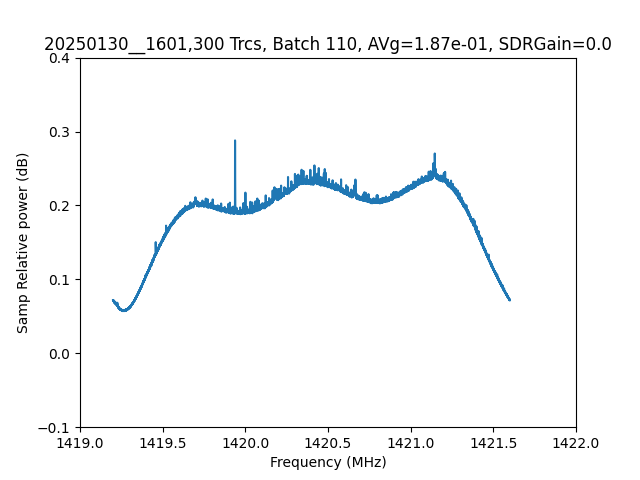 20250130__1601,300 Trcs, Batch 110, AVg=1.87e-01, SDRGain=0.0
0.4
0.3
0.2
0.1
0.0
−0.1
Samp Relative power (dB)
1419.0 1419.5 1420.0 1420.5 1421.0 1421.5 1422.0
Frequency (MHz)